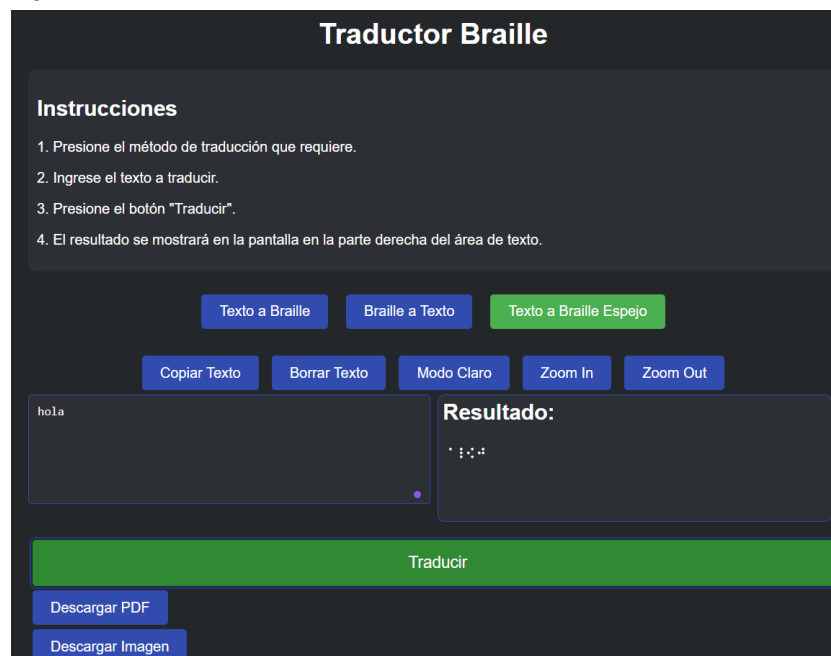 Traductor Braille
Instrucciones
1. Presione el método de traducción que requiere.
2. Ingrese el texto a traducir.
3. Presione el botón "Traducir".
4. El resultado se mostrará en la pantalla en la parte derecha del área de texto.
Texto a Braille Braille a Texto Texto a Braille Espejo
Copiar Texto Borrar Texto Modo Claro Zoom In Zoom Out
hola
Resultado:
⠈⠸⠪⠚
Traducir
Descargar PDF
Descargar Imagen